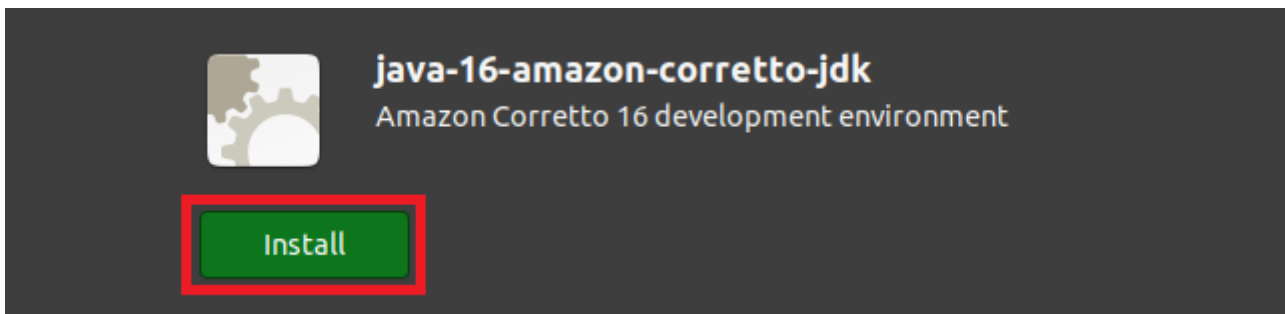 java-16-amazon-corretto-jdk
Amazon Corretto 16 development environment
Install